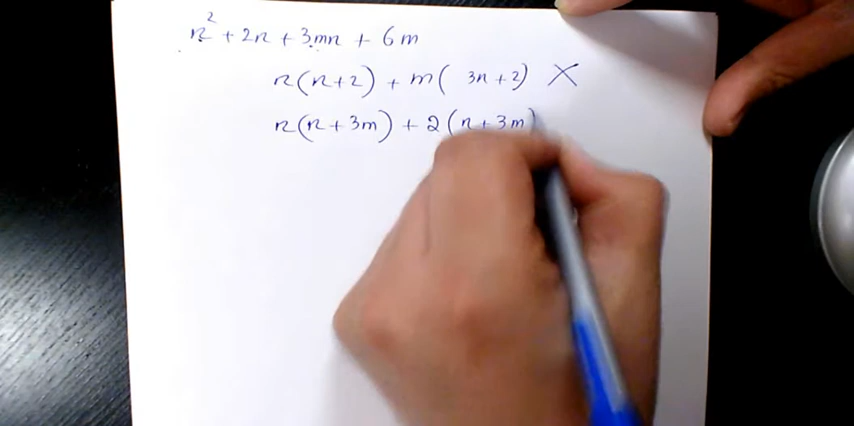 n² + 2n + 3mn + 6m
n(n+2) + m( 3n+2) X
n(n+3m) + 2(n+3m)